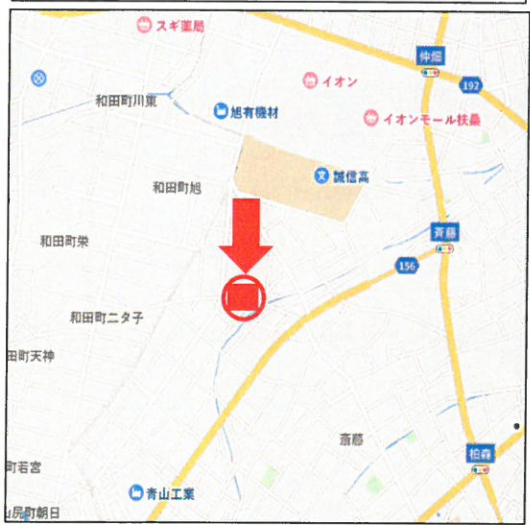 スギ薬局
仲畑
イオン
192
和田町川東
旭有機材
イオンモール扶桑
誠信高
和田町旭
斉藤
和田町栄
156
和田町二タ子
田町天神
斎藤
柏森
町若宮
青山工業
山尻町朝日